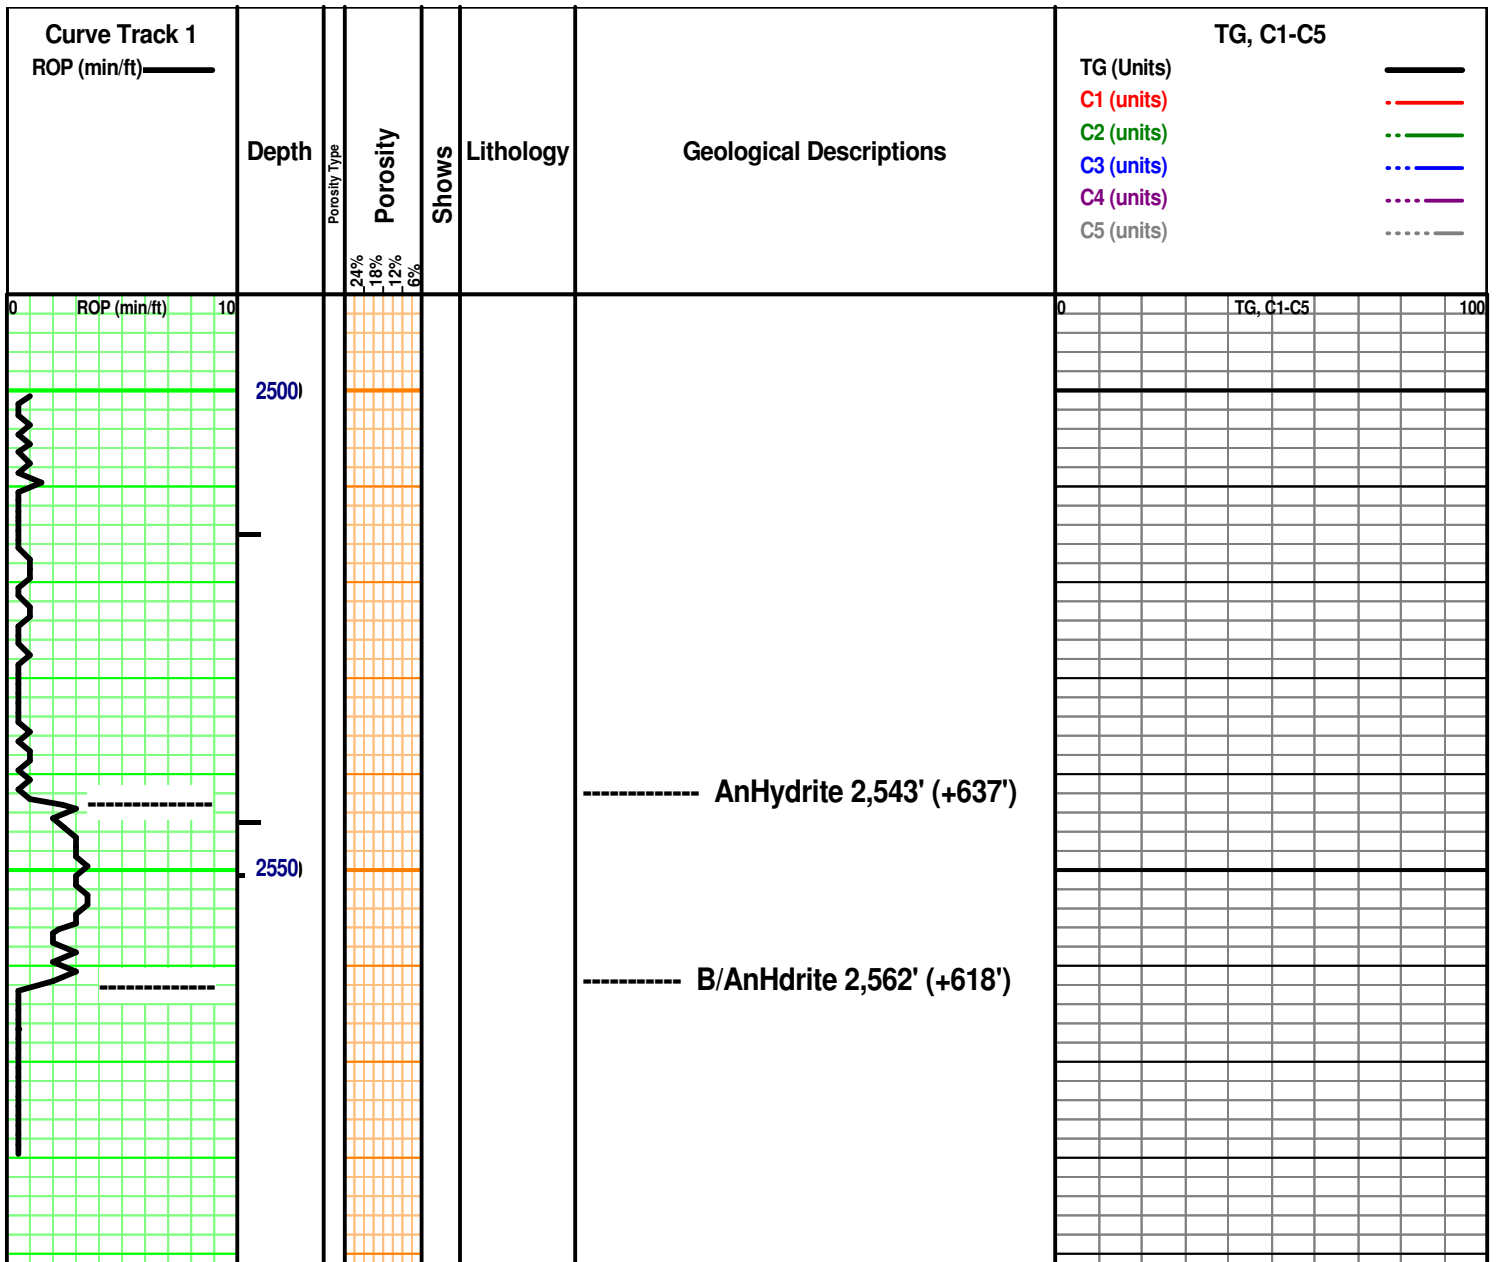 Curve Track 1
ROP (min/ft)
Depth
Porosity Type
Porosity
24%
18%
12%
6%
Shows
Lithology
Geological Descriptions
TG, C1-C5
TG (Units)
C1 (units)
C2 (units)
C3 (units)
C4 (units)
C5 (units)
0 ROP (min/ft) 10
0 TG, C1-C5 100
2500
AnHydrite 2,543' (+637')
2550
B/AnHdrite 2,562' (+618')